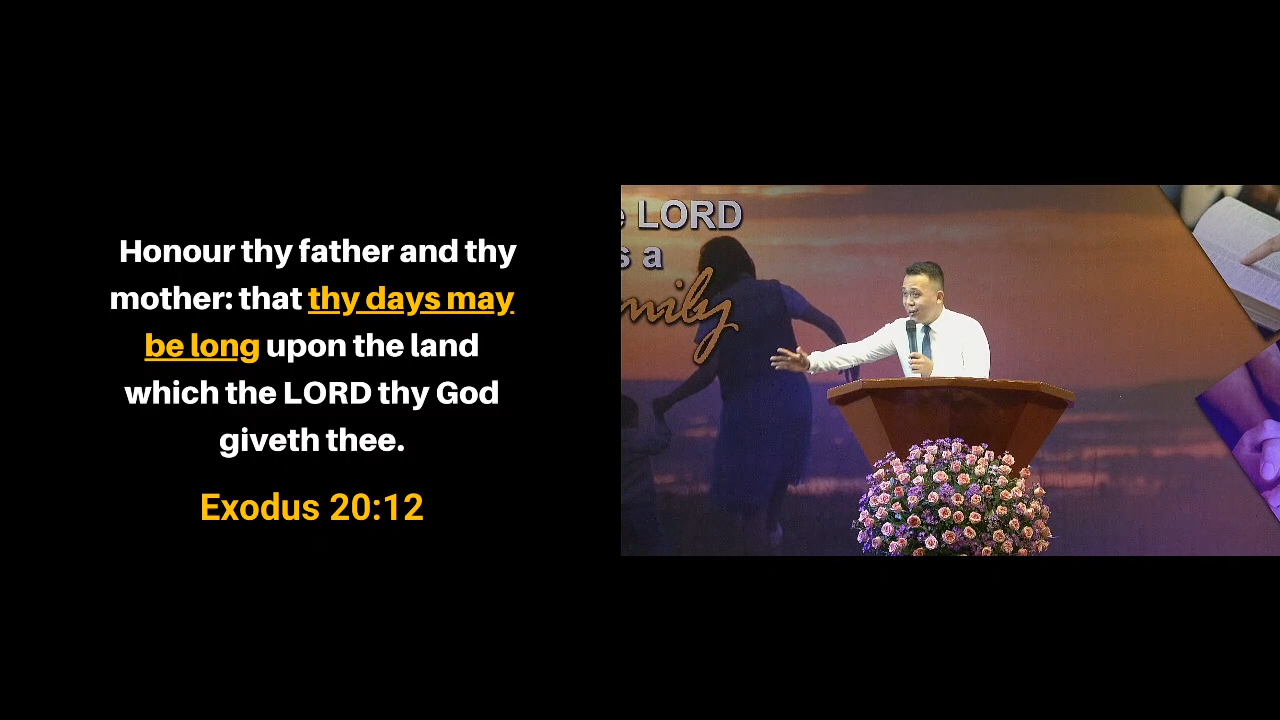 Honour thy father and thy
mother: that thy days may
be long upon the land
which the LORD thy God
giveth thee.
Exodus 20:12
LORD
a